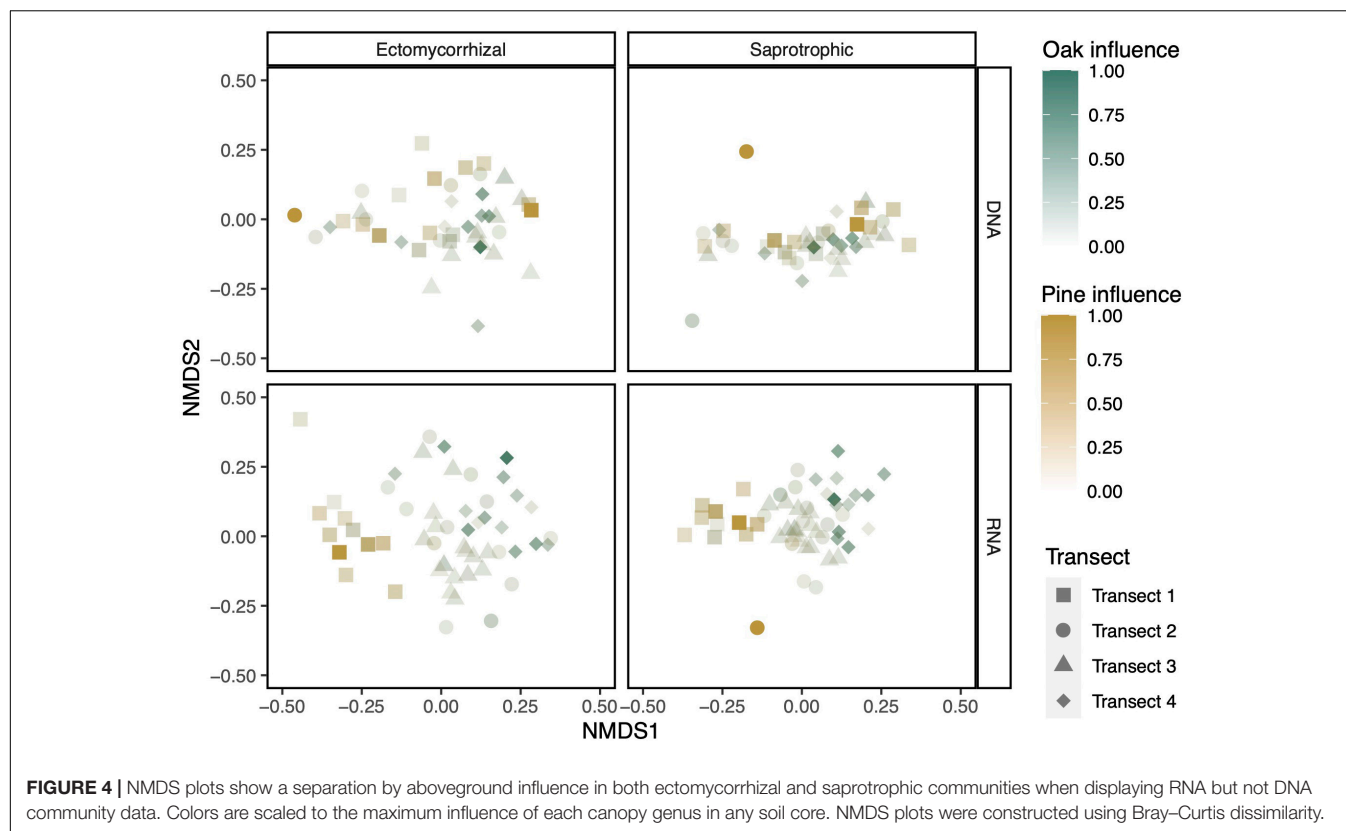 Ectomycorrhizal
Saprotrophic
0.50
0.25
0.00
−0.25
−0.50
DNA
0.50
0.25
0.00
−0.25
−0.50
RNA
NMDS2
−0.50
−0.25
0.00
0.25
0.50
−0.50
−0.25
0.00
0.25
0.50
NMDS1
Oak influence
1.00
0.75
0.50
0.25
0.00
Pine influence
1.00
0.75
0.50
0.25
0.00
Transect
Transect 1
Transect 2
Transect 3
Transect 4
FIGURE 4 | NMDS plots show a separation by aboveground influence in both ectomycorrhizal and saprotrophic communities when displaying RNA but not DNA
community data. Colors are scaled to the maximum influence of each canopy genus in any soil core. NMDS plots were constructed using Bray–Curtis dissimilarity.